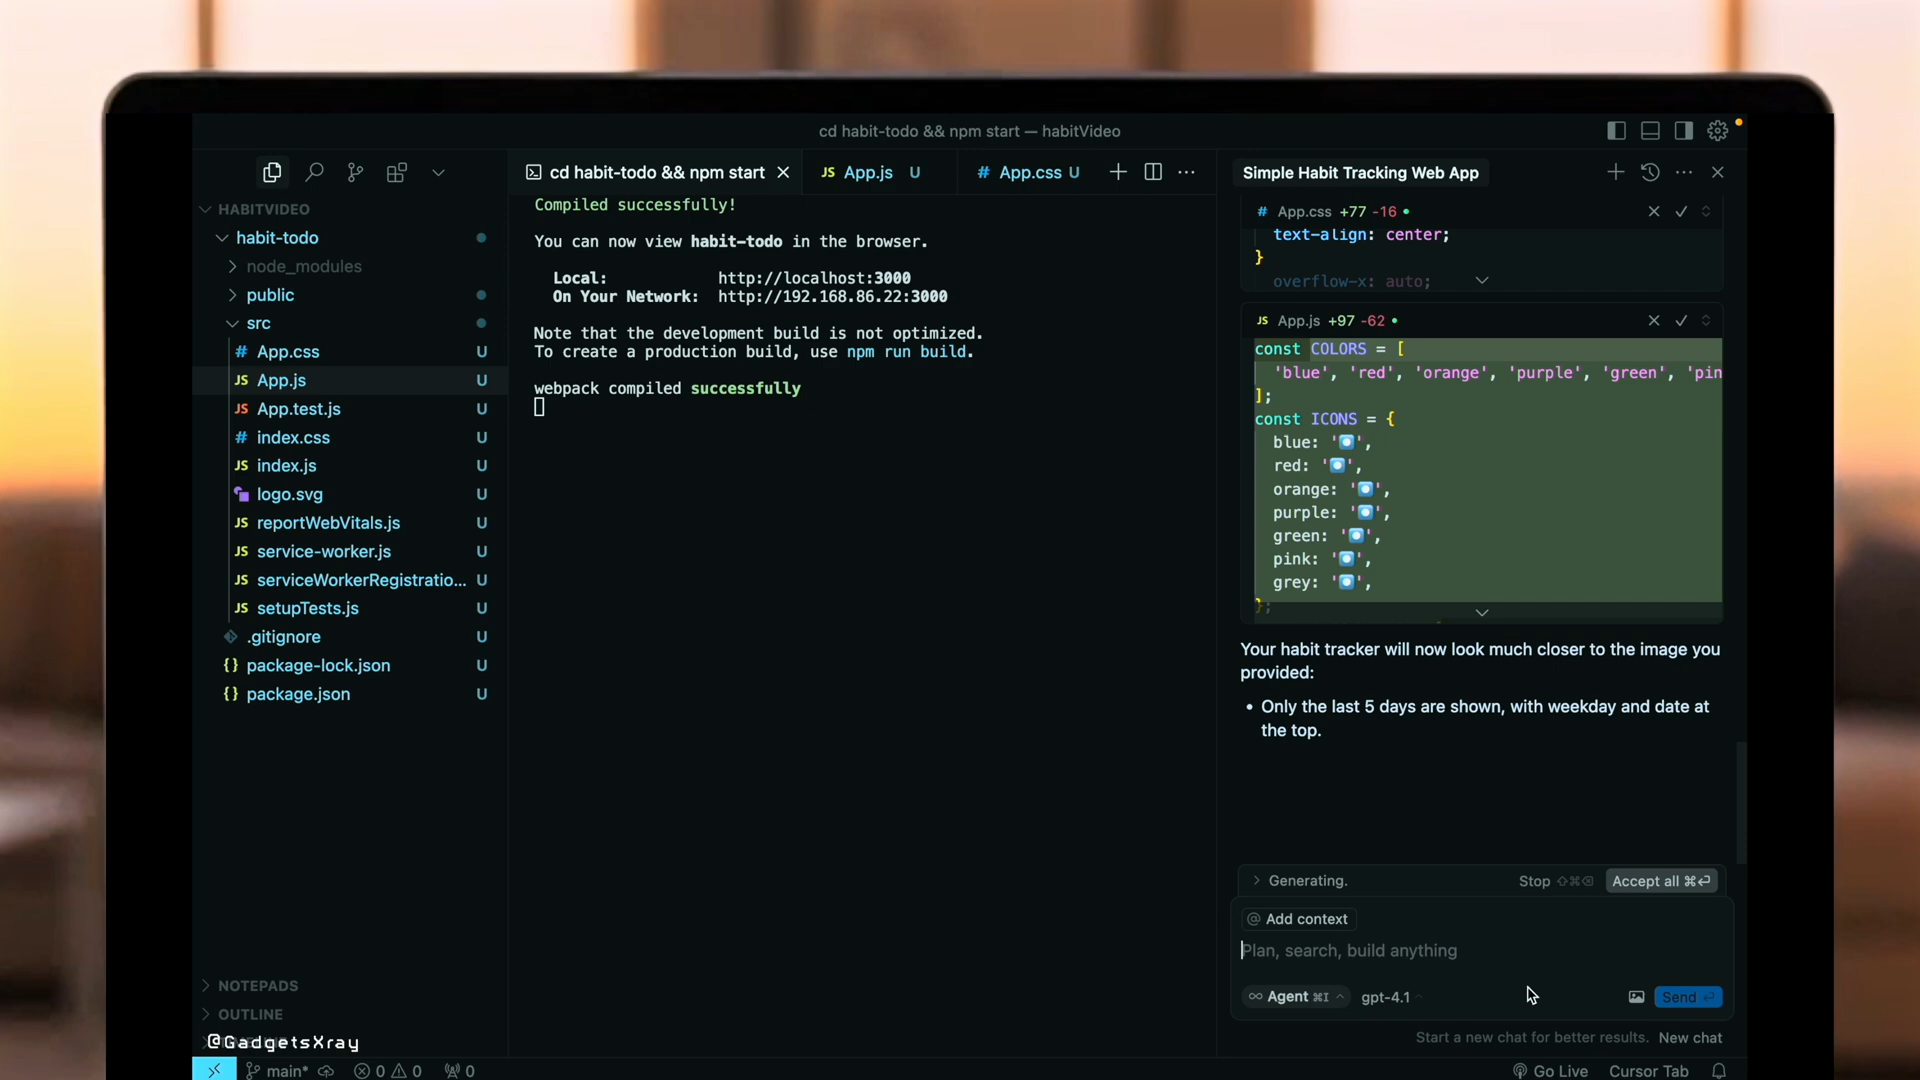 cd habit-todo && npm start — habitVideo
cd habit-todo && npm start
JS App.js U
# App.css U
Simple Habit Tracking Web App
HABITVIDEO
habit-todo
node_modules
public
src
# App.css U
JS App.js U
JS App.test.js U
# index.css U
JS index.js U
logo.svg U
JS reportWebVitals.js U
JS service-worker.js U
JS serviceWorkerRegistratio... U
JS setupTests.js U
.gitignore U
{} package-lock.json U
{} package.json U
NOTEPADS
OUTLINE
@GadgetsXray
main*
0 0
0
Compiled successfully!
You can now view habit-todo in the browser.
Local: http://localhost:3000
On Your Network: http://192.168.86.22:3000
Note that the development build is not optimized.
To create a production build, use npm run build.
webpack compiled successfully
# App.css +77 -16
text-align: center;
}
overflow-x: auto;
JS App.js +97 -62
const COLORS = [
'blue', 'red', 'orange', 'purple', 'green', 'pin
];
const ICONS = {
blue: '⏺️',
red: '⏺️',
orange: '⏺️',
purple: '⏺️',
green: '⏺️',
pink: '⏺️',
grey: '⏺️',
};
Your habit tracker will now look much closer to the image you
provided:
• Only the last 5 days are shown, with weekday and date at
the top.
Generating.
Stop ⇧⌘⌫
Accept all ⌘⏎
@ Add context
Plan, search, build anything
∞ Agent ⌘I
gpt-4.1
Send ⏎
Start a new chat for better results. New chat
Go Live
Cursor Tab